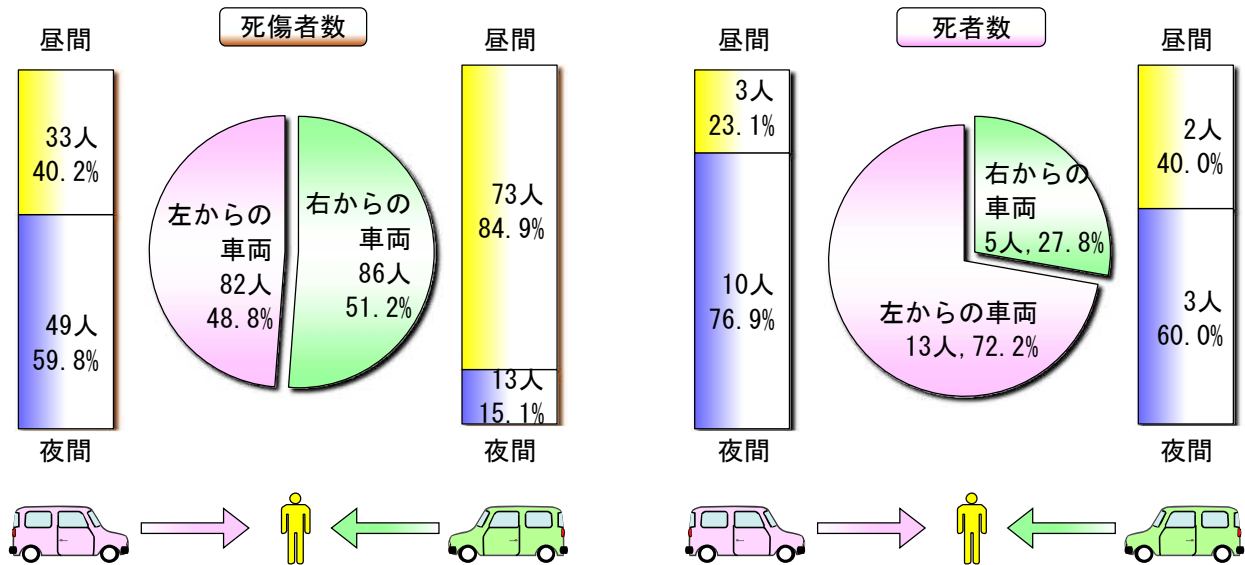 死傷者数
昼間
33人
40.2%
49人
59.8%
夜間
左からの
車両
82人
48.8%
右からの
車両
86人
51.2%
昼間
73人
84.9%
13人
15.1%
夜間
死者数
昼間
3人
23.1%
10人
76.9%
夜間
右からの
車両
5人,27.8%
左からの車両
13人,72.2%
昼間
2人
40.0%
3人
60.0%
夜間